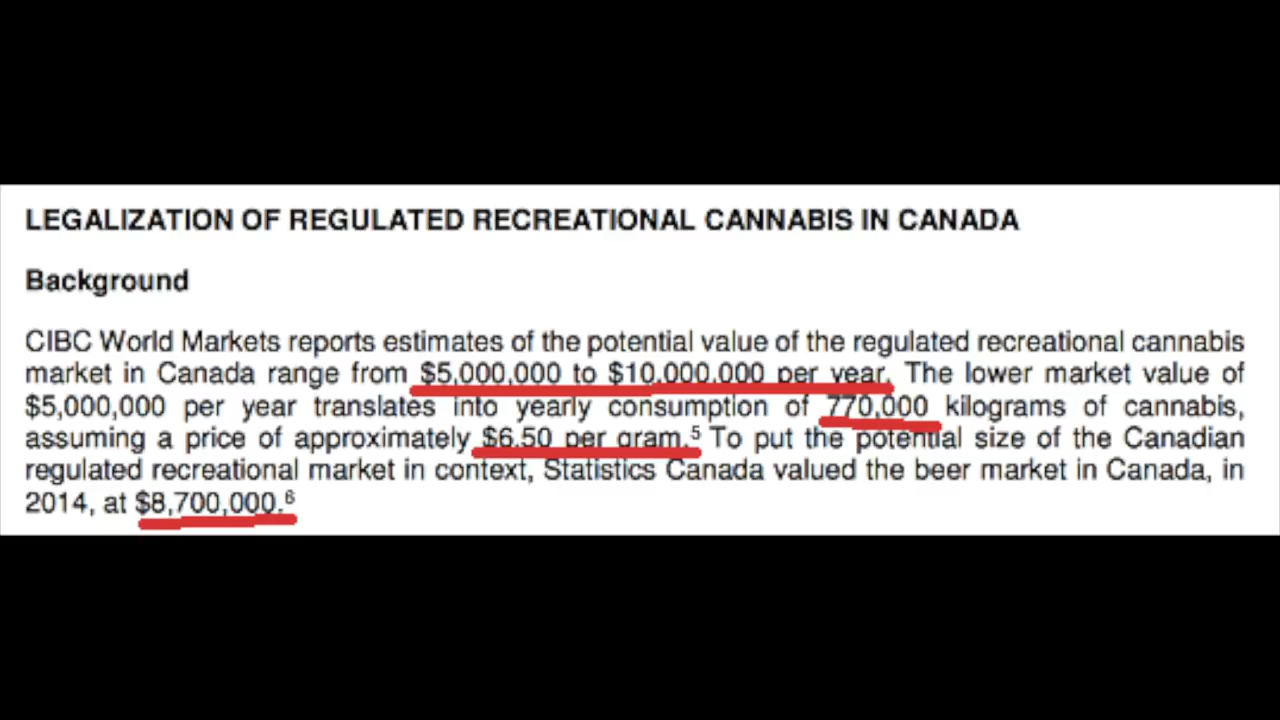 LEGALIZATION OF REGULATED RECREATIONAL CANNABIS IN CANADA
Background
CIBC World Markets reports estimates of the potential value of the regulated recreational cannabis
market in Canada range from $5,000,000 to $10,000,000 per year. The lower market value of
$5,000,000 per year translates into yearly consumption of 770,000 kilograms of cannabis,
assuming a price of approximately $6.50 per gram.⁵ To put the potential size of the Canadian
regulated recreational market in context, Statistics Canada valued the beer market in Canada, in
2014, at $8,700,000.⁶